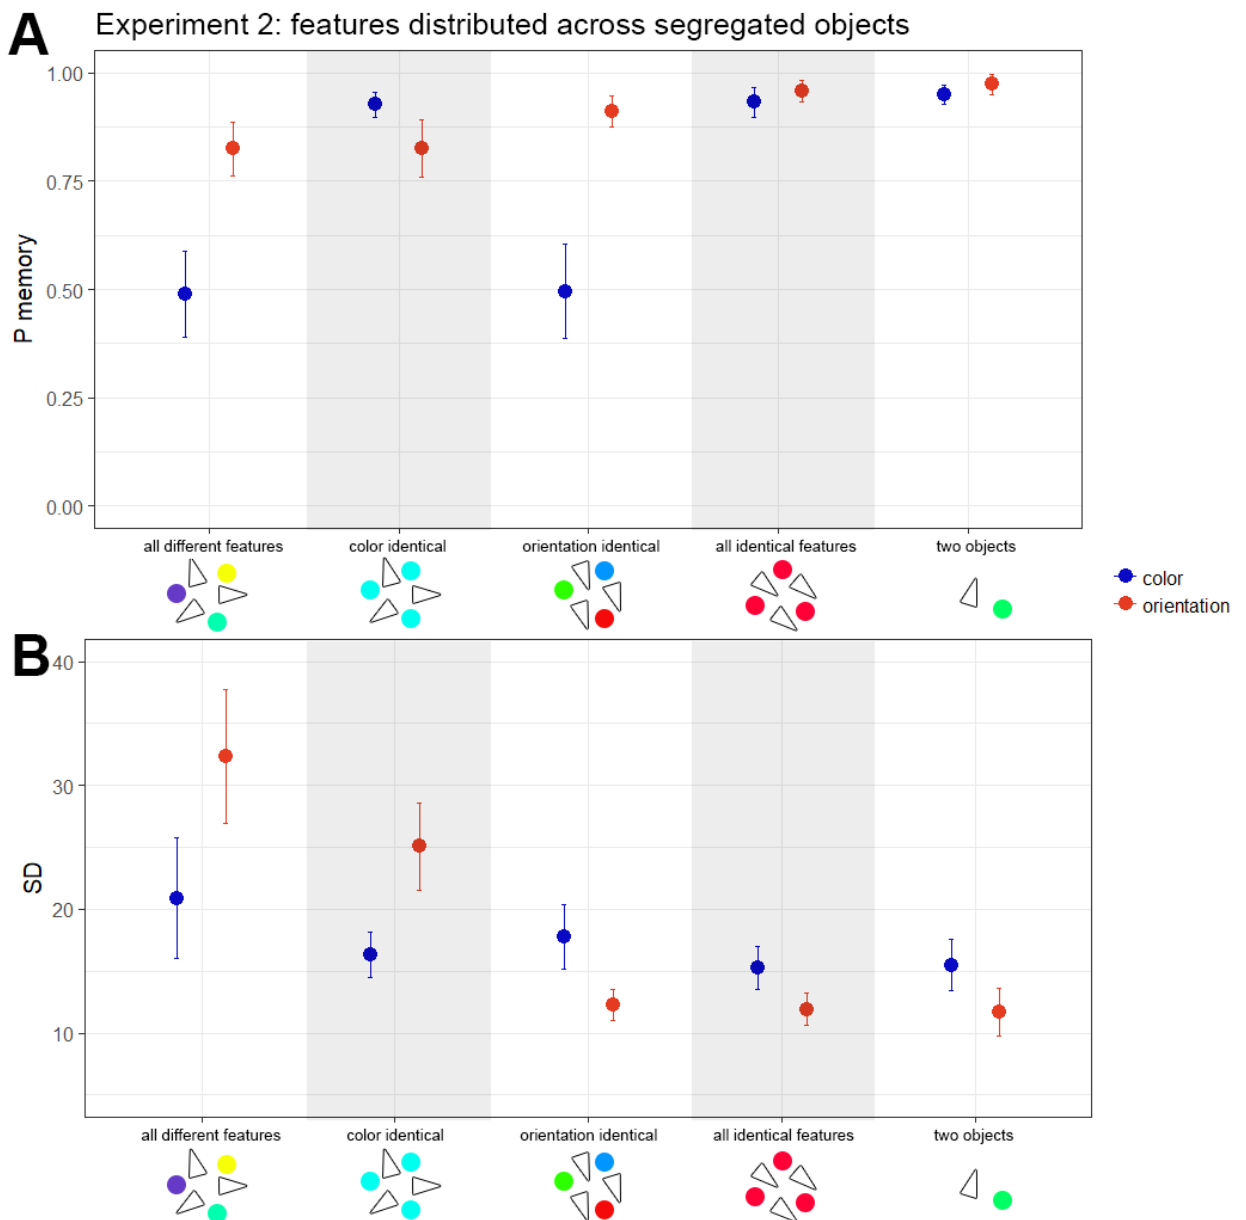 A
Experiment 2: features distributed across segregated objects
1.00
0.75
0.50
0.25
0.00
P memory
all different features
color identical
orientation identical
all identical features
two objects
color
orientation
B
40
30
20
10
SD
all different features
color identical
orientation identical
all identical features
two objects